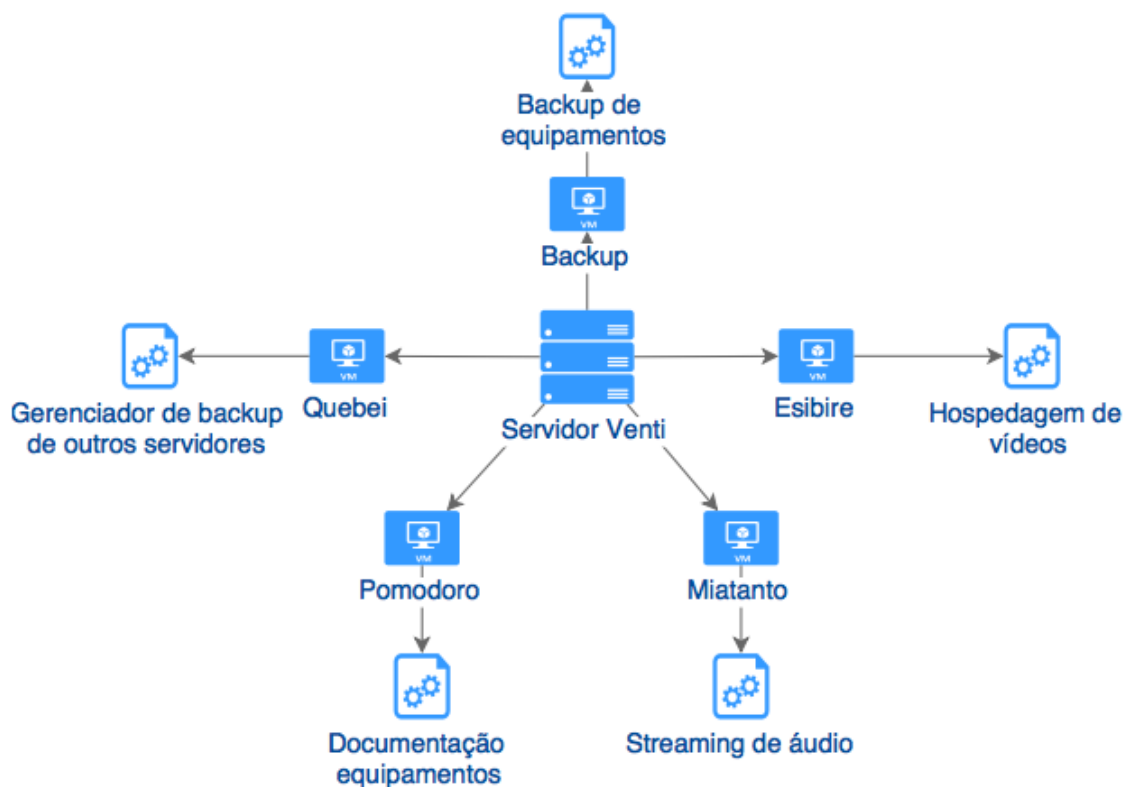 Backup de
equipamentos
VM
Backup
VM
Quebei
Gerenciador de backup
de outros servidores
Servidor Venti
VM
Esibire
Hospedagem de
vídeos
VM
Pomodoro
Documentação
equipamentos
VM
Miatanto
Streaming de áudio